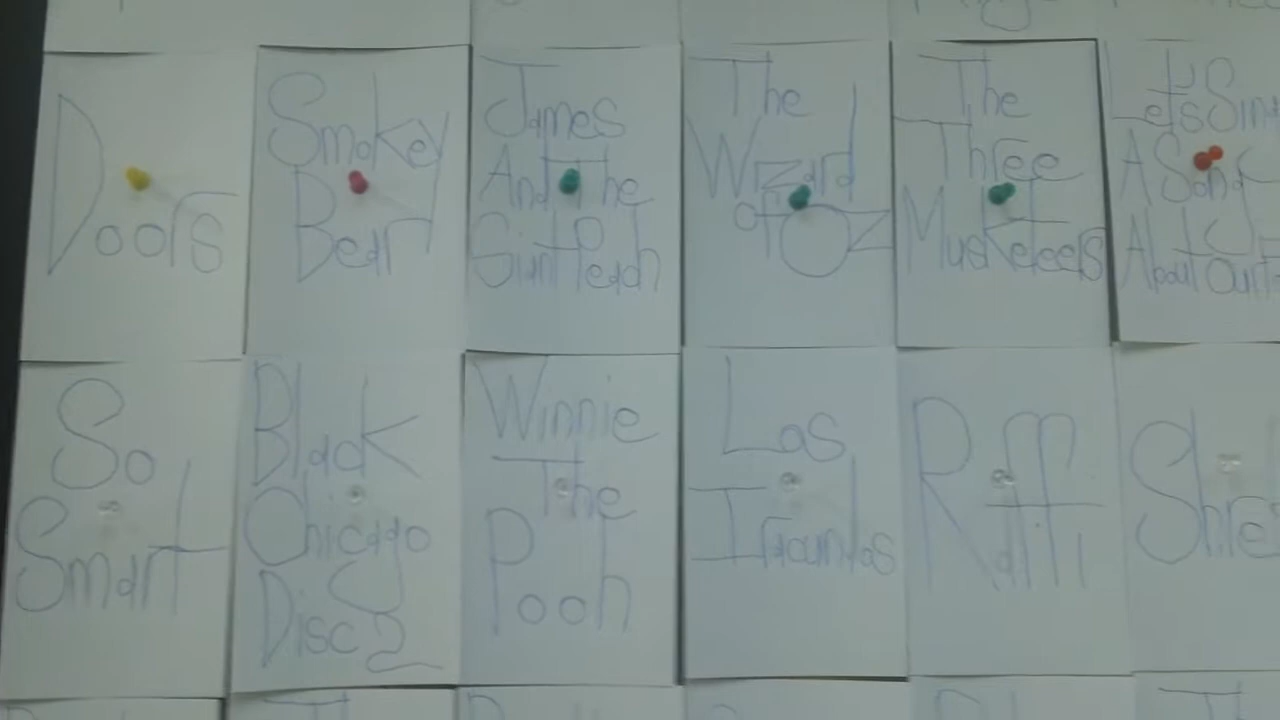 Doors
Smokey
Bear
James
And The
Giant Peach
The
Wizard
of Oz
The
Three
Musketeers
Let's Sing
A Song
About Our
So
Smart
Black
Chicago
Disc 2
Winnie
The
Pooh
Las
Raffi